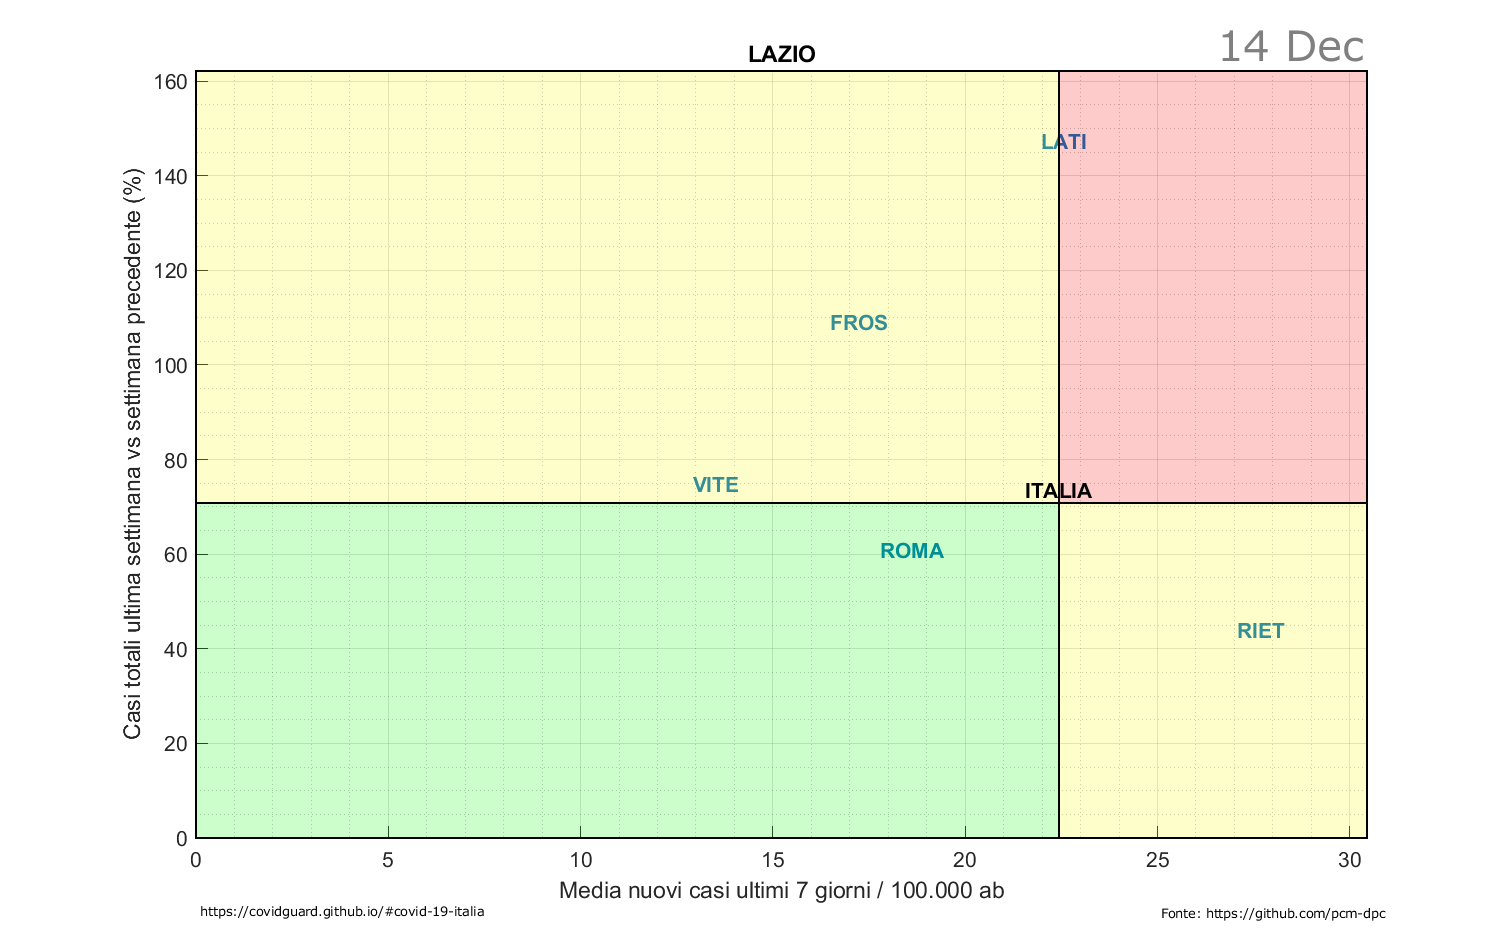 14 Dec
LAZIO
Casi totali ultima settimana vs settimana precedente (%)
160
140
120
100
80
60
40
20
0
LATI
FROS
VITE
ITALIA
ROMA
RIET
0 5 10 15 20 25 30
Media nuovi casi ultimi 7 giorni / 100.000 ab
https://covidguard.github.io/#covid-19-italia
Fonte: https://github.com/pcm-dpc